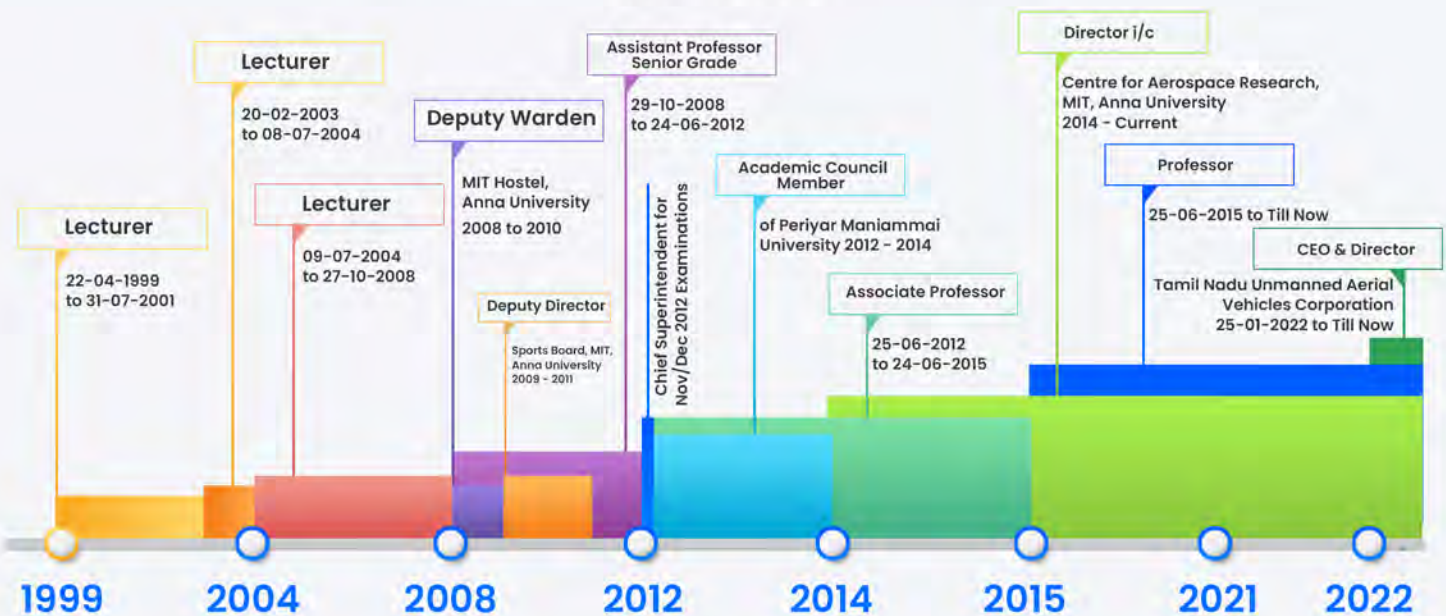 Lecturer
22-04-1999
to 31-07-2001
Lecturer
20-02-2003
to 08-07-2004
Lecturer
09-07-2004
to 27-10-2008
Deputy Warden
MIT Hostel,
Anna University
2008 to 2010
Deputy Director
Sports Board, MIT,
Anna University
2009 - 2011
Assistant Professor
Senior Grade
29-10-2008
to 24-06-2012
Chief Superintendent for
Nov/Dec 2012 Examinations
Academic Council
Member
of Periyar Maniammai
University 2012 - 2014
Associate Professor
25-06-2012
to 24-06-2015
Director i/c
Centre for Aerospace Research,
MIT, Anna University
2014 - Current
Professor
25-06-2015 to Till Now
CEO & Director
Tamil Nadu Unmanned Aerial
Vehicles Corporation
25-01-2022 to Till Now
1999
2004
2008
2012
2014
2015
2021
2022